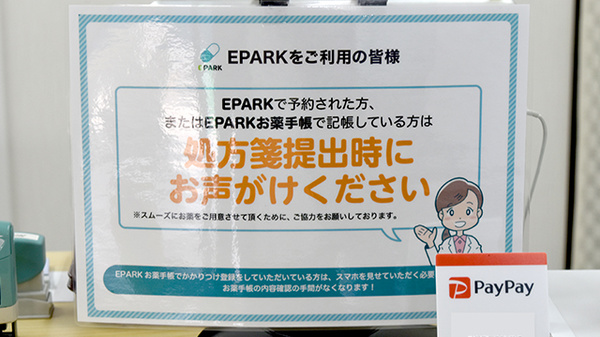 EPARK
EPARKをご利用の皆様
EPARKで予約された方、
またはEPARKお薬手帳で記帳している方は
処方箋提出時に
お声がけください
※スムーズにお薬をご用意させて頂くために、ご協力をお願いしております。
EPARKお薬手帳でかかりつけ登録をしていただいている方は、スマホを見せていただく必要
お薬手帳の内容確認の手間がなくなります!
PayPay